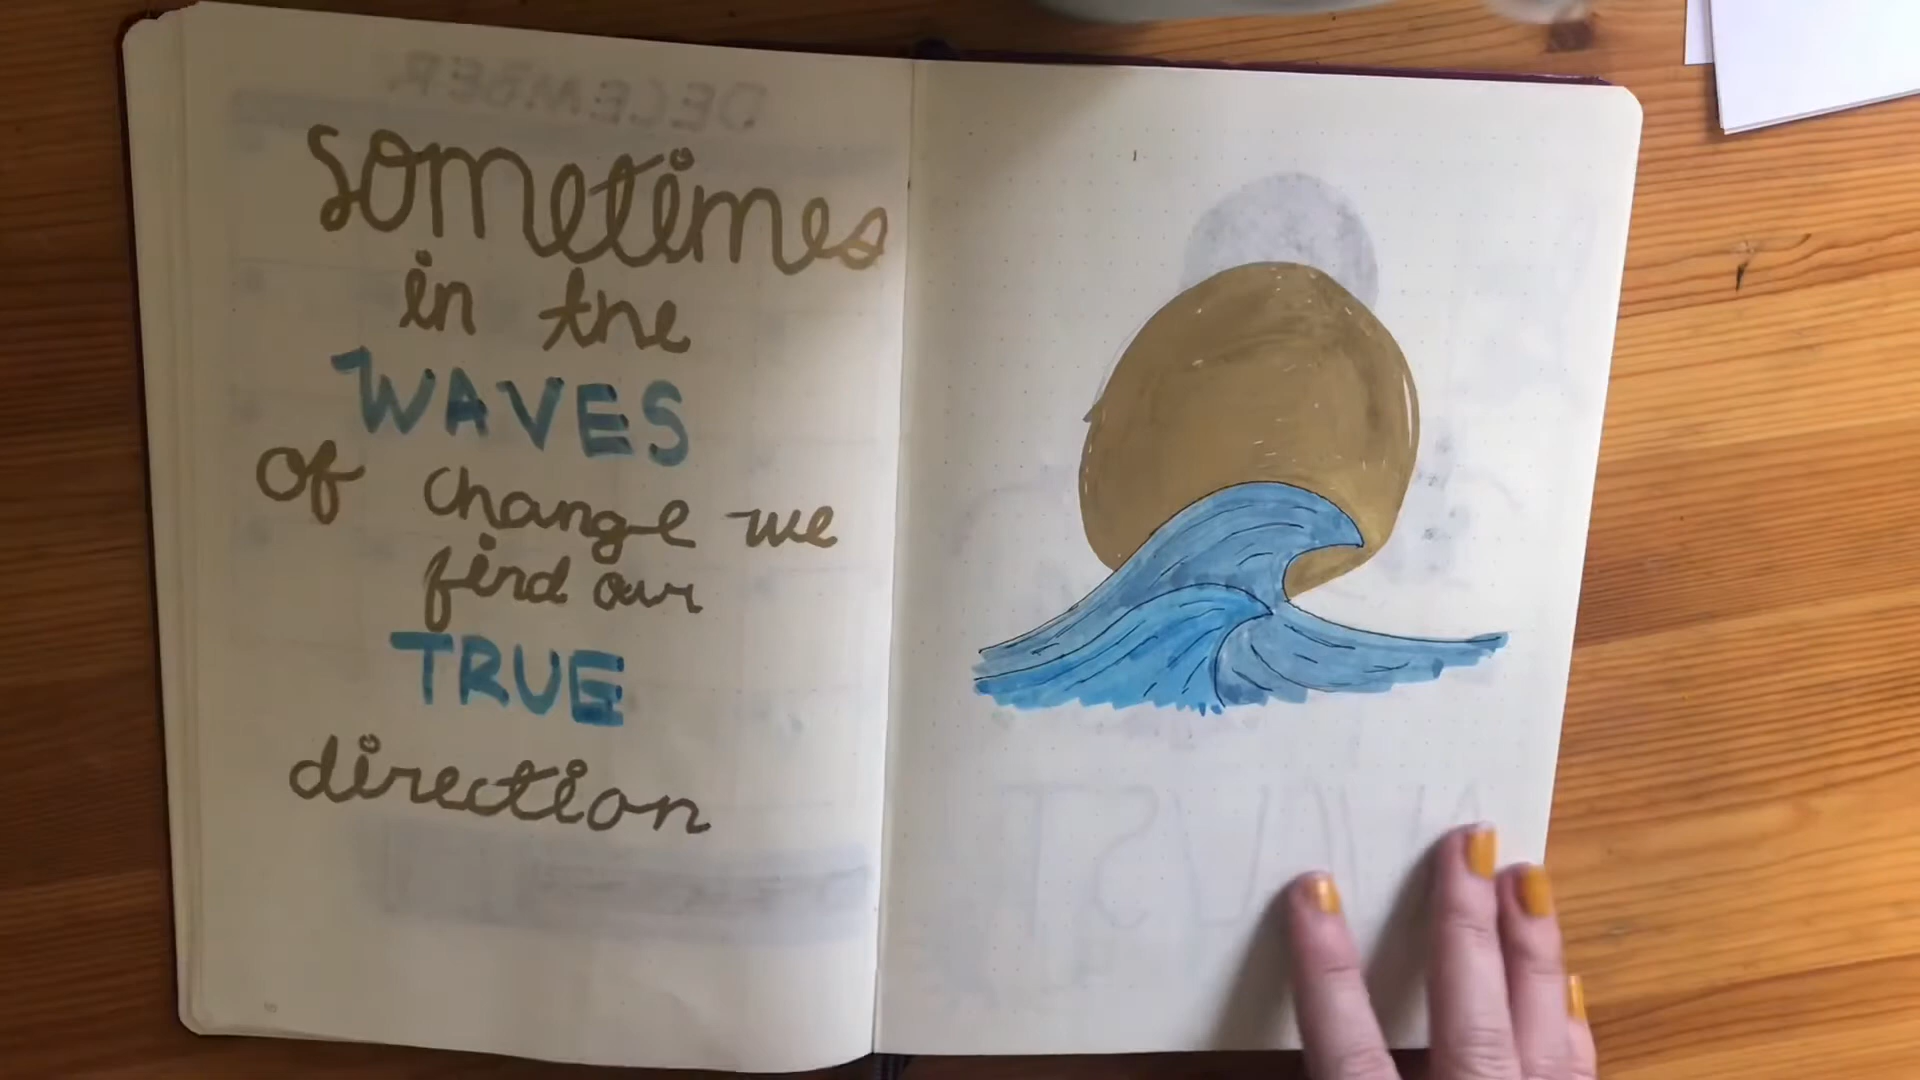 sometimes
in the
WAVES
of change we
find our
TRUE
direction